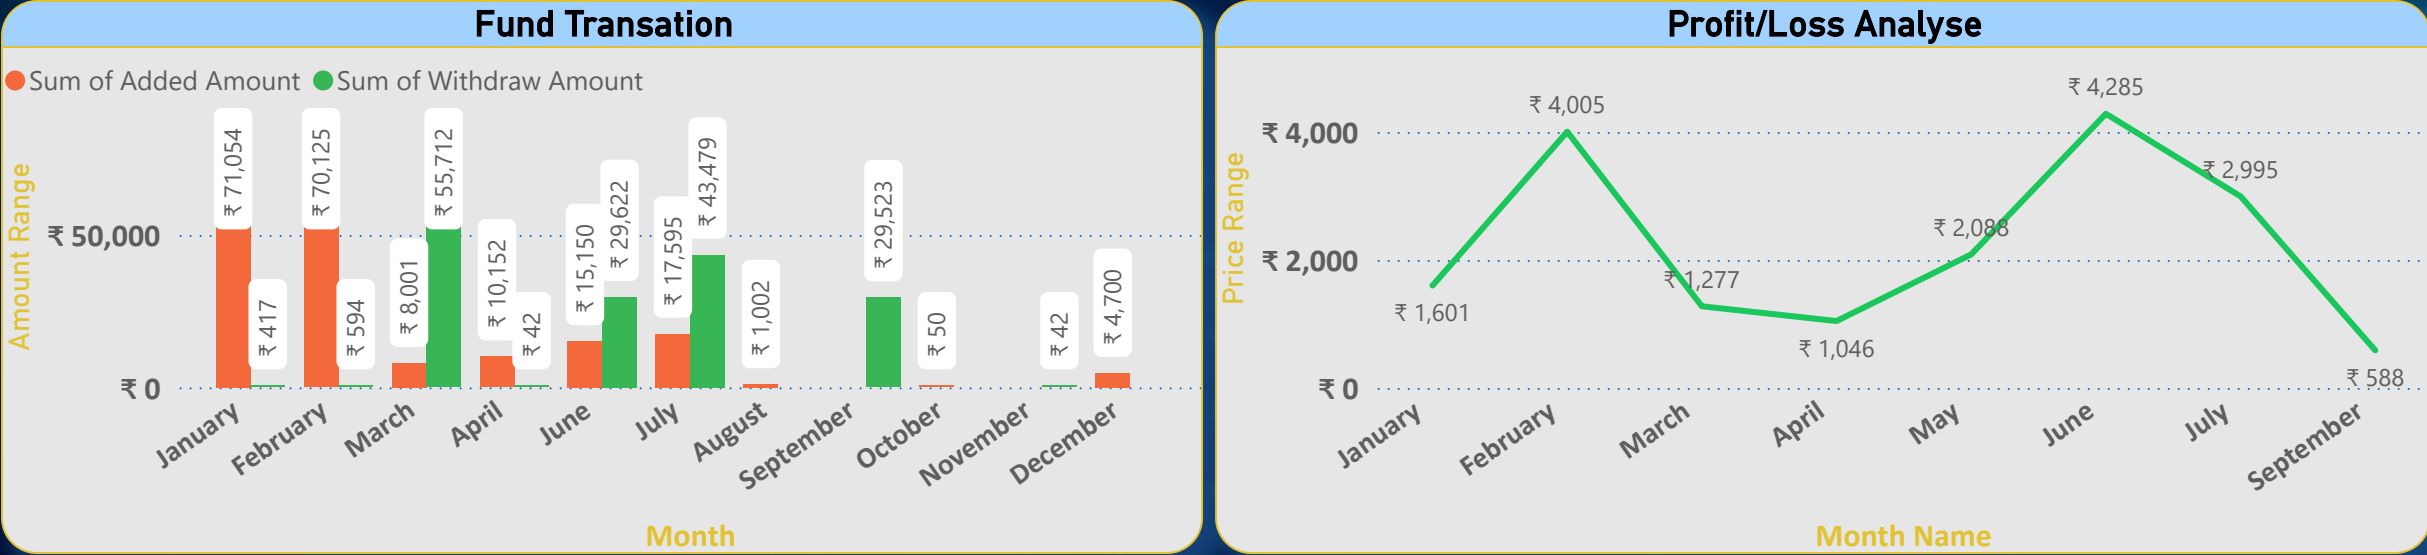 Fund Transation
Sum of Added Amount
Sum of Withdraw Amount
Amount Range
₹ 50,000
₹ 0
₹ 71,054
₹ 417
₹ 70,125
₹ 594
₹ 8,001
₹ 55,712
₹ 10,152
₹ 42
₹ 15,150
₹ 29,622
₹ 17,595
₹ 43,479
₹ 1,002
₹ 29,523
₹ 50
₹ 42
₹ 4,700
January
February
March
April
June
July
August
September
October
November
December
Month
Profit/Loss Analyse
Price Range
₹ 4,000
₹ 2,000
₹ 0
₹ 1,601
₹ 4,005
₹ 1,277
₹ 1,046
₹ 2,088
₹ 4,285
₹ 2,995
₹ 588
January
February
March
April
May
June
July
September
Month Name